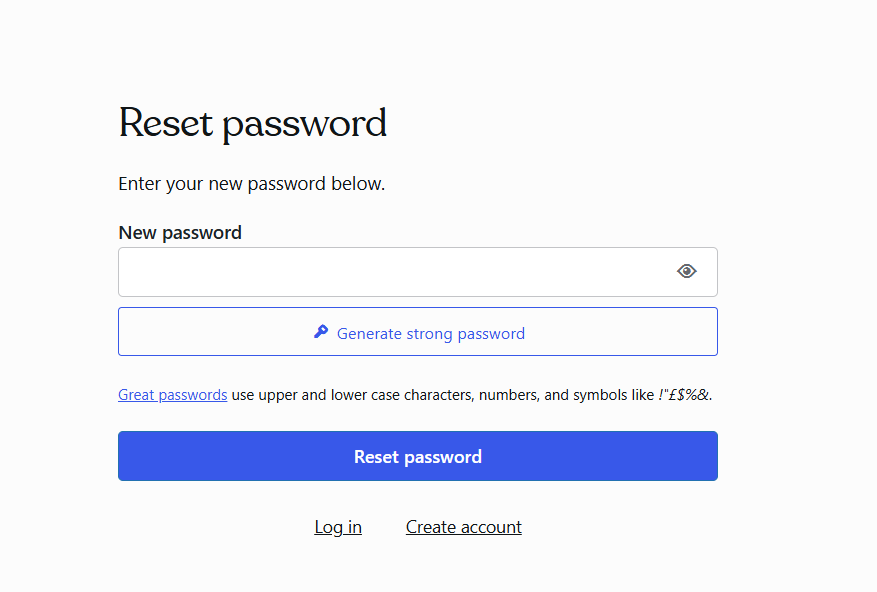 Reset password
Enter your new password below.
New password
Generate strong password
Great passwords use upper and lower case characters, numbers, and symbols like !"£$%&.
Reset password
Log in Create account